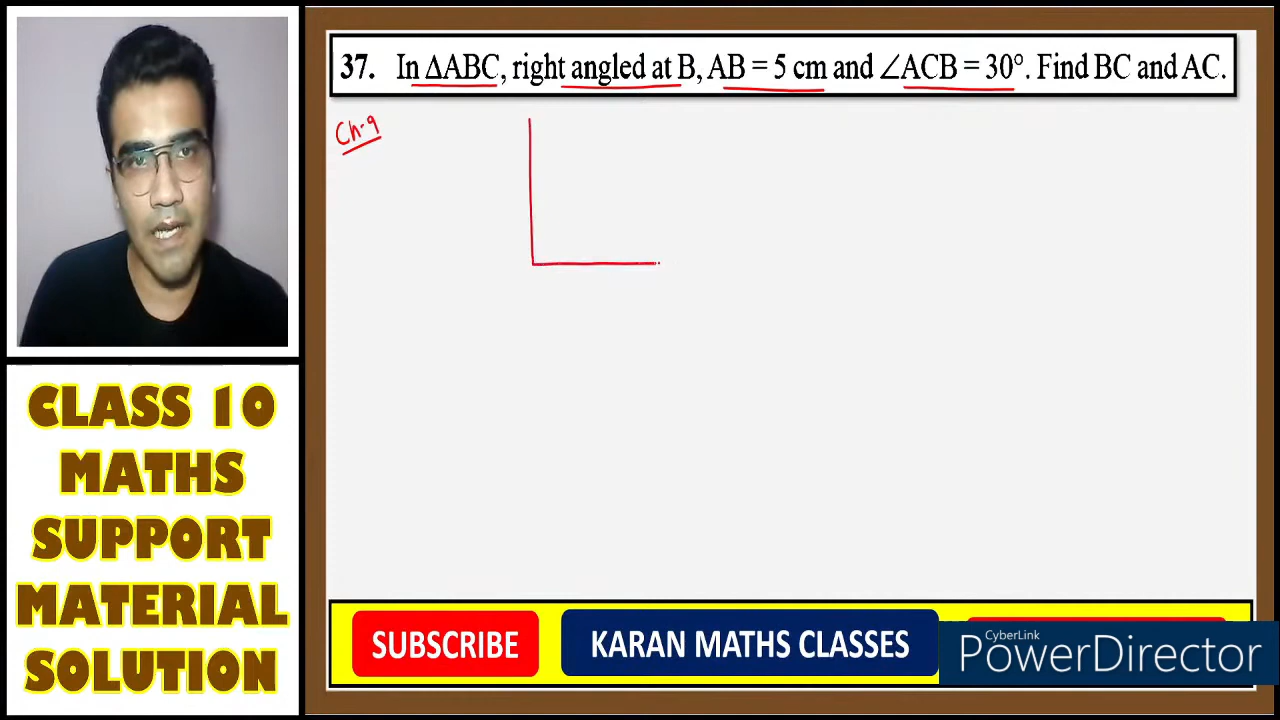 37. In ΔABC, right angled at B, AB = 5 cm and ∠ACB = 30°. Find BC and AC.
Ch-9
CLASS 10
MATHS
SUPPORT
MATERIAL
SOLUTION
SUBSCRIBE
KARAN MATHS CLASSES
CyberLink
PowerDirector